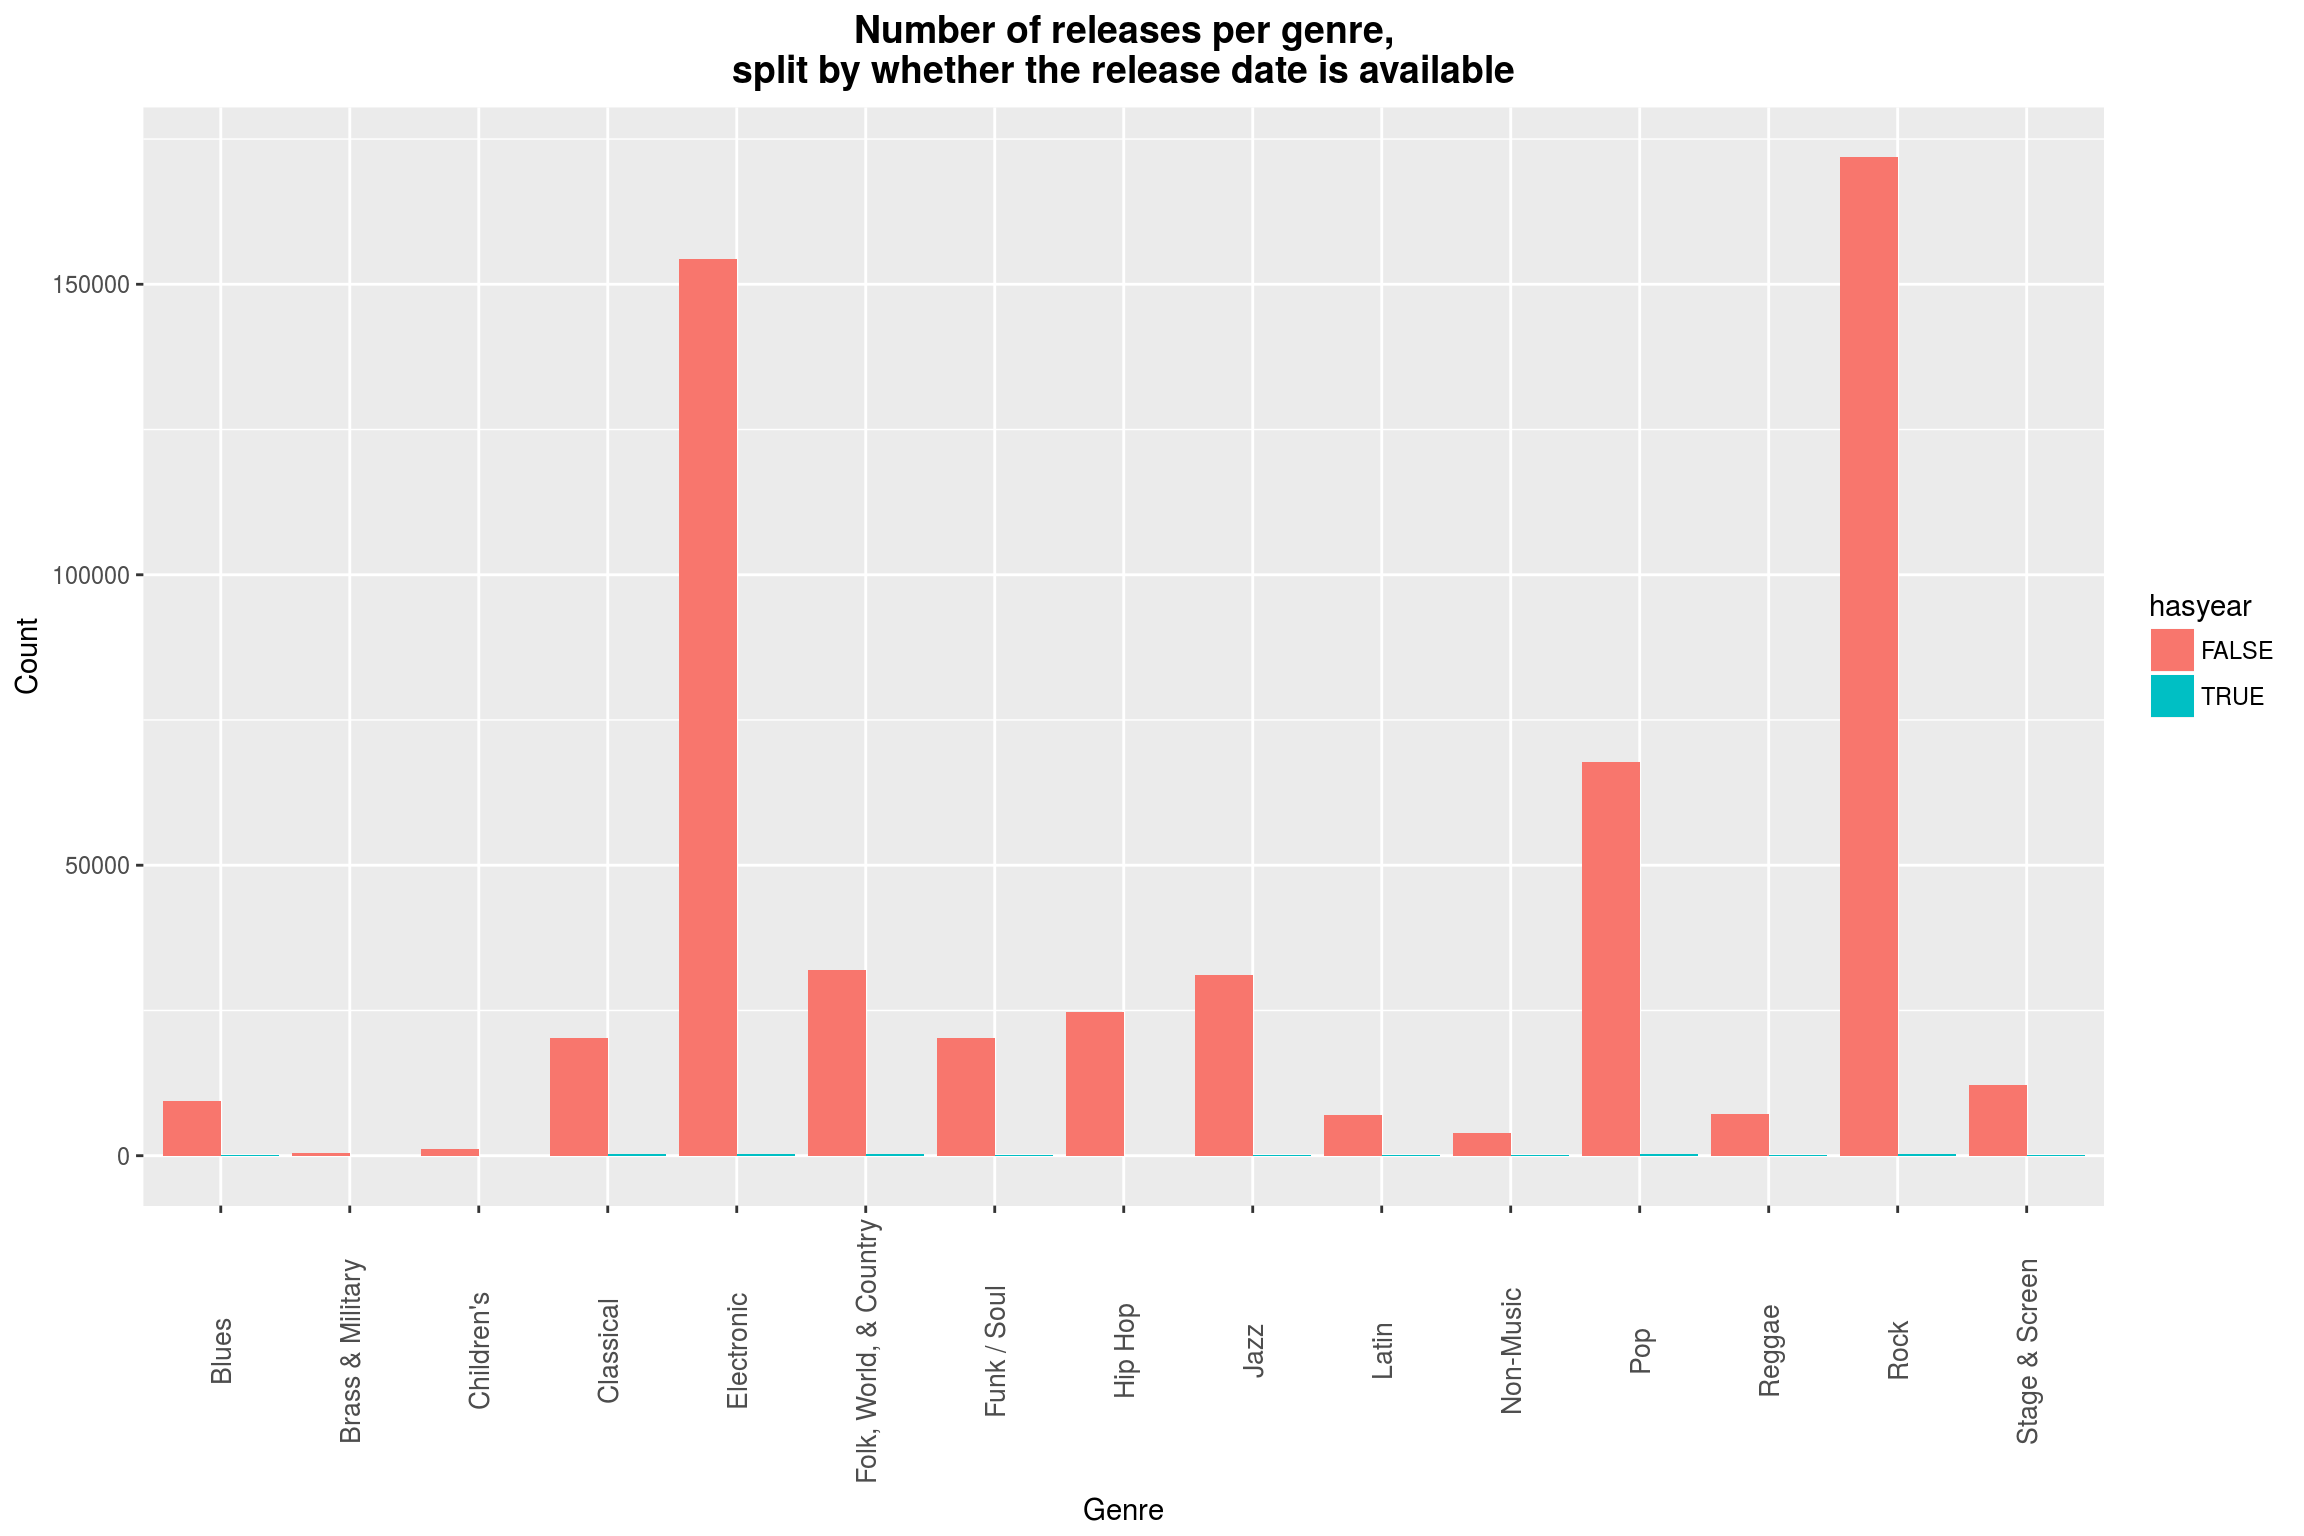 Number of releases per genre,
split by whether the release date is available
Count
150000
100000
50000
0
hasyear
FALSE
TRUE
Blues
Brass & Military
Children's
Classical
Electronic
Folk, World, & Country
Funk / Soul
Hip Hop
Jazz
Latin
Non-Music
Pop
Reggae
Rock
Stage & Screen
Genre